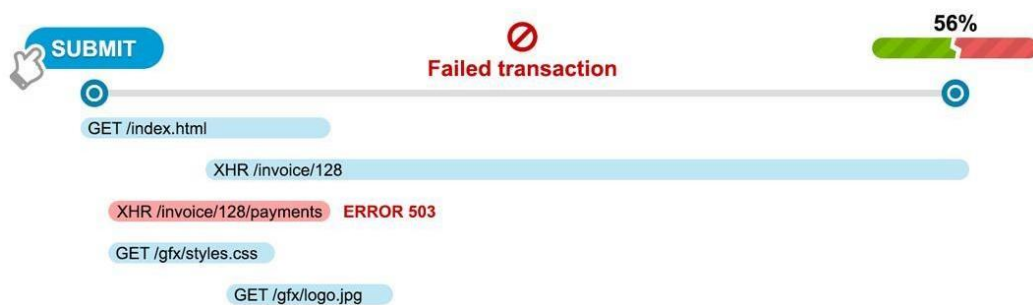 SUBMIT
56%
Failed transaction
GET /index.html
XHR /invoice/128
XHR /invoice/128/payments ERROR 503
GET /gfx/styles.css
GET /gfx/logo.jpg